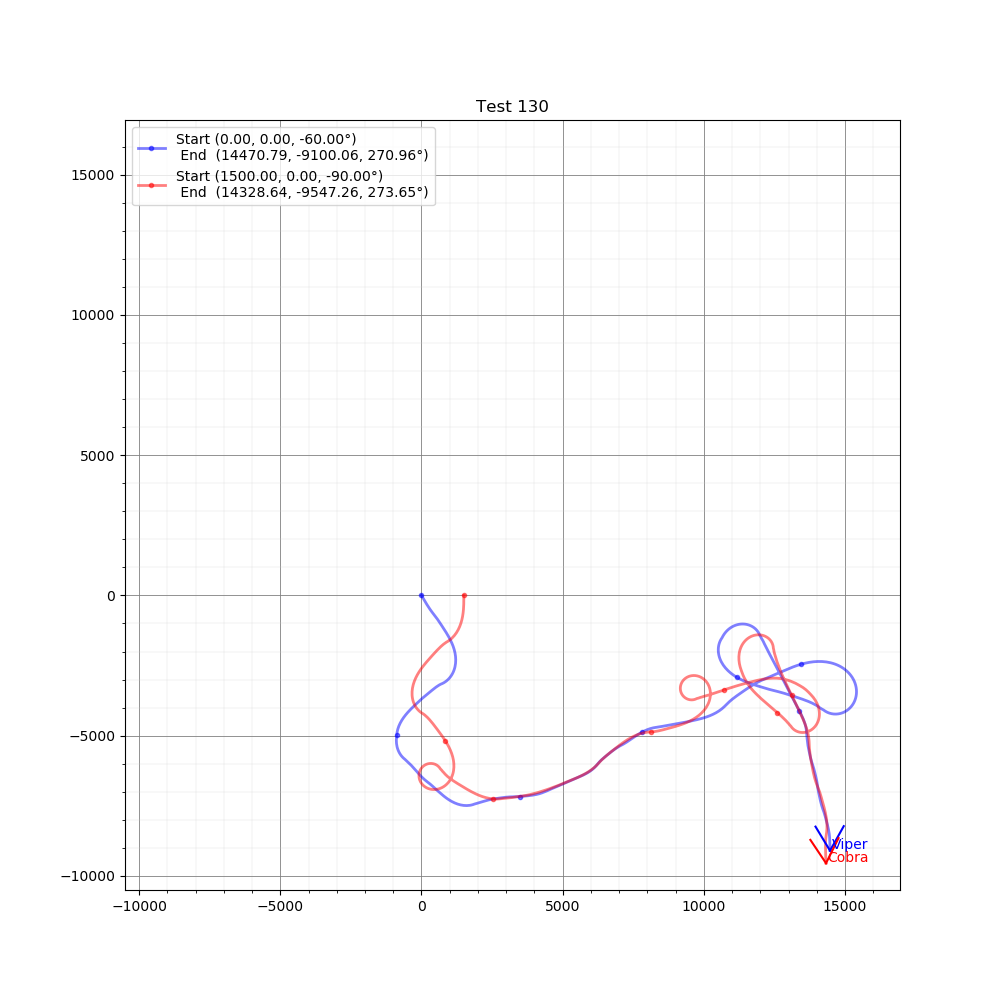 Test 130
Start (0.00, 0.00, -60.00°)
End  (14470.79, -9100.06, 270.96°)
Start (1500.00, 0.00, -90.00°)
End  (14328.64, -9547.26, 273.65°)
15000
10000
5000
0
−5000
−10000
Viper
Cobra
−10000
−5000
0
5000
10000
15000